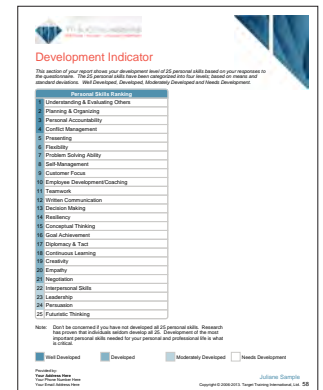 Development Indicator
This section of your report shows your development level of 25 personal skills based on your responses to
the questionnaire. The 25 personal skills have been categorized into four levels; based on means and
standard deviations. Well Developed, Developed, Moderately Developed and Needs Development.
Personal Skills Ranking
1 Understanding & Evaluating Others
2 Planning & Organizing
3 Personal Accountability
4 Conflict Management
5 Presenting
6 Flexibility
7 Problem Solving Ability
8 Self-Management
9 Customer Focus
10 Employee Development/Coaching
11 Teamwork
12 Written Communication
13 Decision Making
14 Resiliency
15 Conceptual Thinking
16 Goal Achievement
17 Diplomacy & Tact
18 Continuous Learning
19 Creativity
20 Empathy
21 Negotiation
22 Interpersonal Skills
23 Leadership
24 Persuasion
25 Futuristic Thinking
Note: Don't be concerned if you have not developed all 25 personal skills. Research
has proven that individuals seldom develop all 25. Development of the most
important personal skills needed for your personal and professional life is what
is critical.
Well Developed Developed Moderately Developed Needs Development
Provided by:
Your Address Here
Your Phone Number Here
Your Email Address Here
Juliane Sample
Copyright © 2006-2013. Target Training International, Ltd. 58